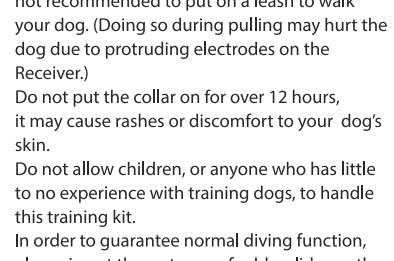 not recommended to put on a leash to walk
your dog. (Doing so during pulling may hurt the
dog due to protruding electrodes on the
Receiver.)
Do not put the collar on for over 12 hours,
it may cause rashes or discomfort to your dog's
skin.
Do not allow children, or anyone who has little
to no experience with training dogs, to handle
this training kit.
In order to guarantee normal diving function,